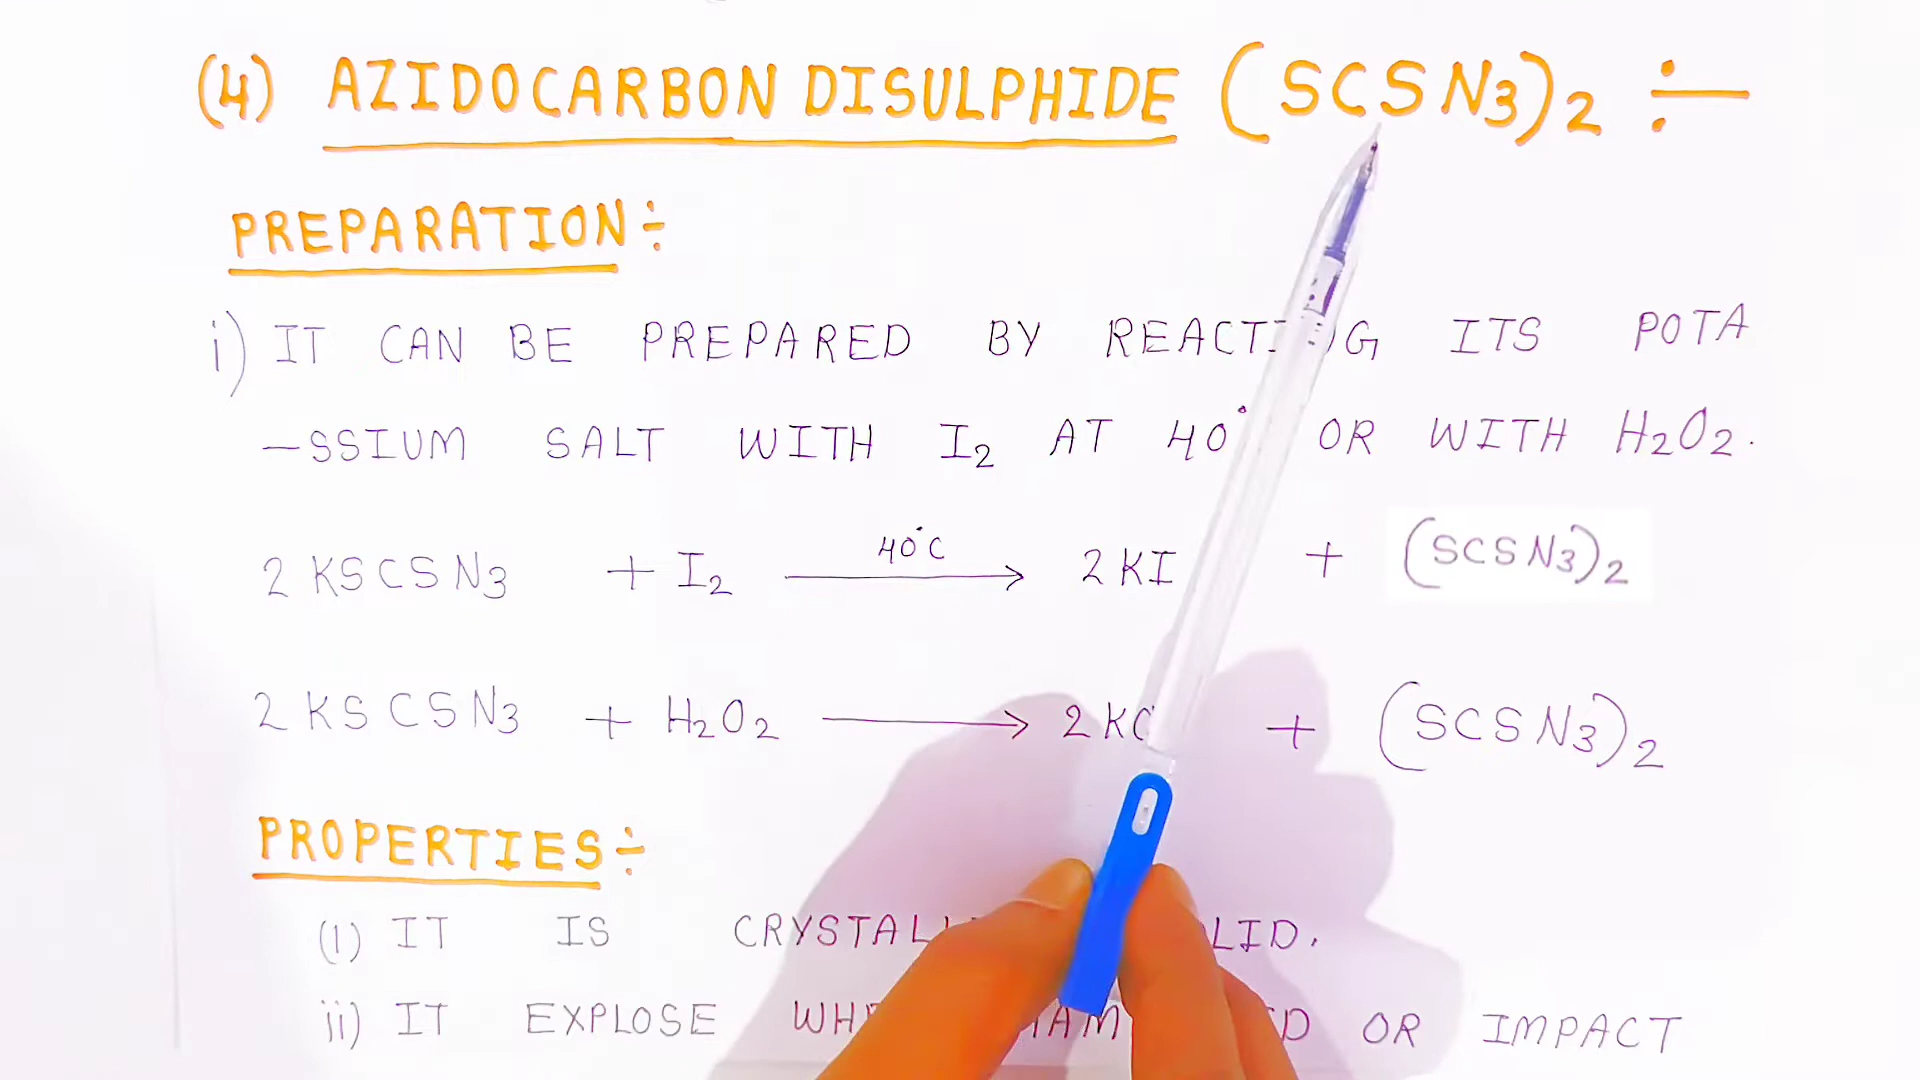 (4) AZIDOCARBON DISULPHIDE (SCSN3)2 ÷
PREPARATION ÷
i) IT CAN BE PREPARED BY ITS POTA
-SSIUM SALT WITH I2 AT 40° OR WITH H2O2.
2 KSCSN3 + I2 40°C → 2 KI + (SCSN3)2
2 KSCSN3 + H2O2 → + (SCSN3)2
PROPERTIES ÷
(1) IT IS
ii) IT EXPLOSE OR IMPACT